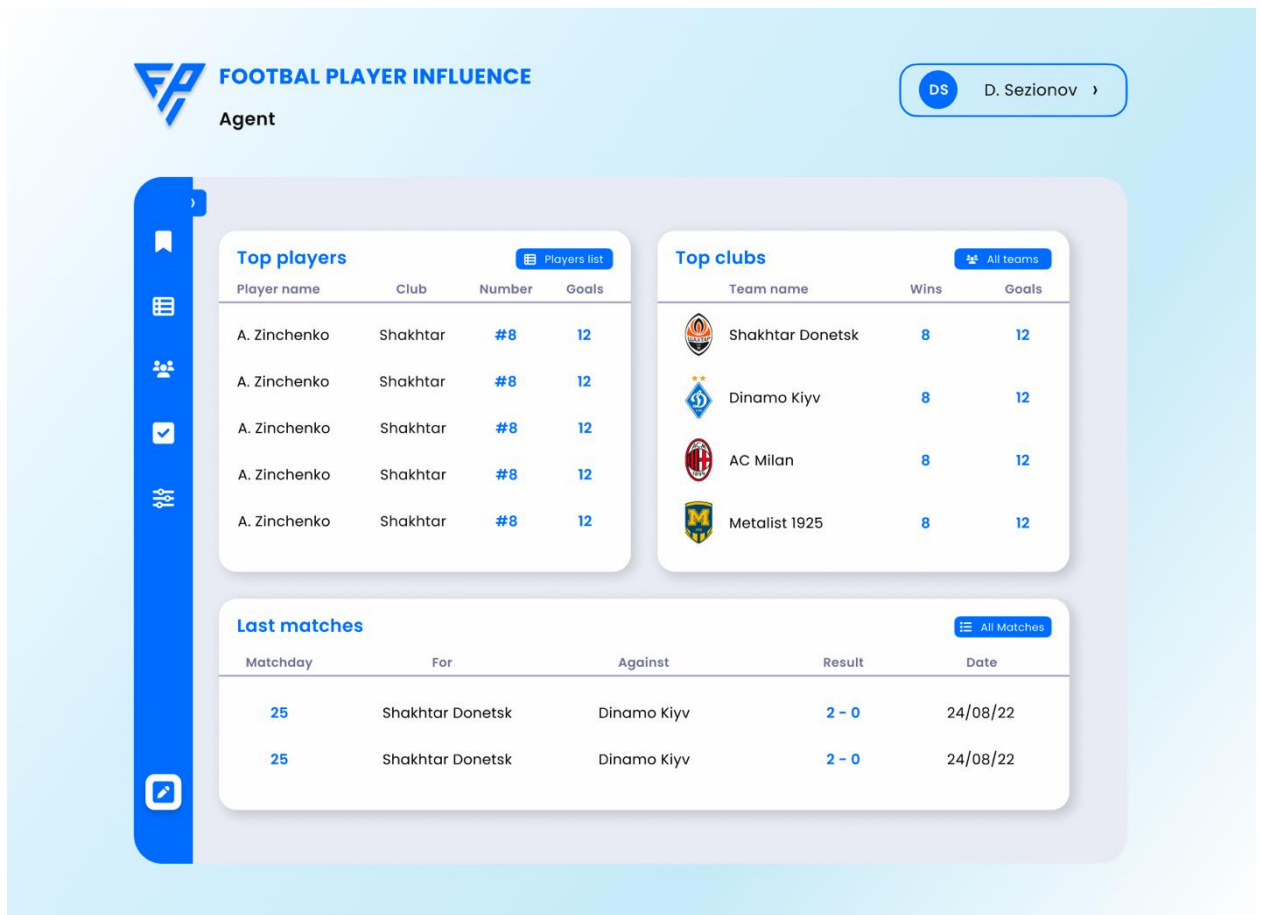 FOOTBAL PLAYER INFLUENCE
Agent
DS D. Sezionov ›
Top players Players list
Player name Club Number Goals
A. Zinchenko Shakhtar #8 12
A. Zinchenko Shakhtar #8 12
A. Zinchenko Shakhtar #8 12
A. Zinchenko Shakhtar #8 12
A. Zinchenko Shakhtar #8 12
Top clubs All teams
Team name Wins Goals
Shakhtar Donetsk 8 12
Dinamo Kiyv 8 12
AC Milan 8 12
Metalist 1925 8 12
Last matches All Matches
Matchday For Against Result Date
25 Shakhtar Donetsk Dinamo Kiyv 2 - 0 24/08/22
25 Shakhtar Donetsk Dinamo Kiyv 2 - 0 24/08/22